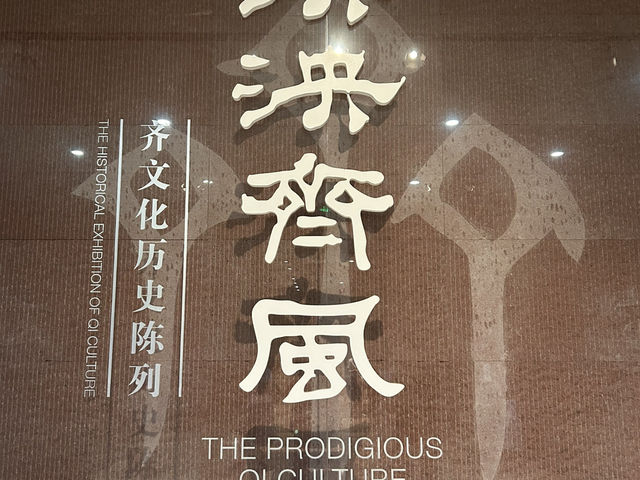 泱
齐風
齐文化历史陈列
THE HISTORICAL EXHIBITION OF QI CULTURE
THE PRODIGIOUS
QI CULTURE